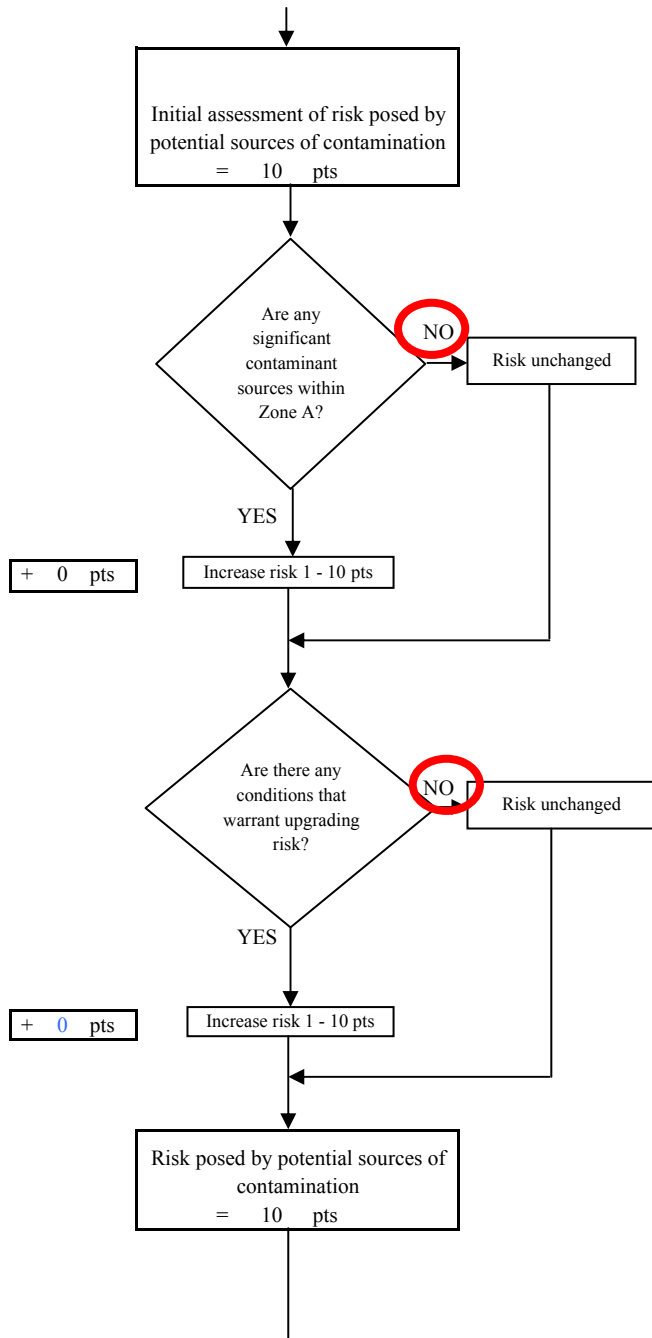 Initial assessment of risk posed by
potential sources of contamination
= 10 pts
Are any
significant
contaminant
sources within
Zone A?
NO
Risk unchanged
YES
+ 0 pts
Increase risk 1 - 10 pts
Are there any
conditions that
warrant upgrading
risk?
NO
Risk unchanged
YES
+ 0 pts
Increase risk 1 - 10 pts
Risk posed by potential sources of
contamination
= 10 pts